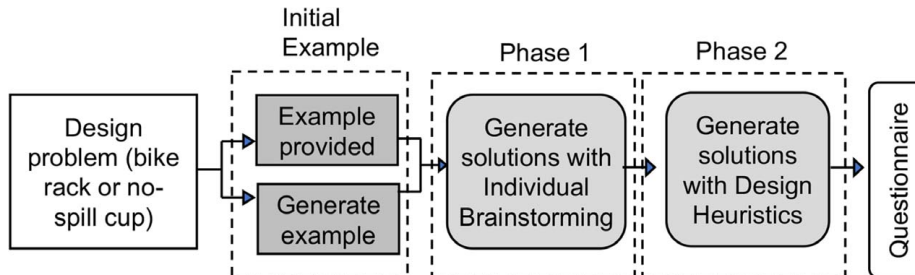 Initial
Example
Phase 1
Phase 2
Design
problem (bike
rack or no-
spill cup)
Example
provided
Generate
example
Generate
solutions with
Individual
Brainstorming
Generate
solutions
with Design
Heuristics
Questionnaire